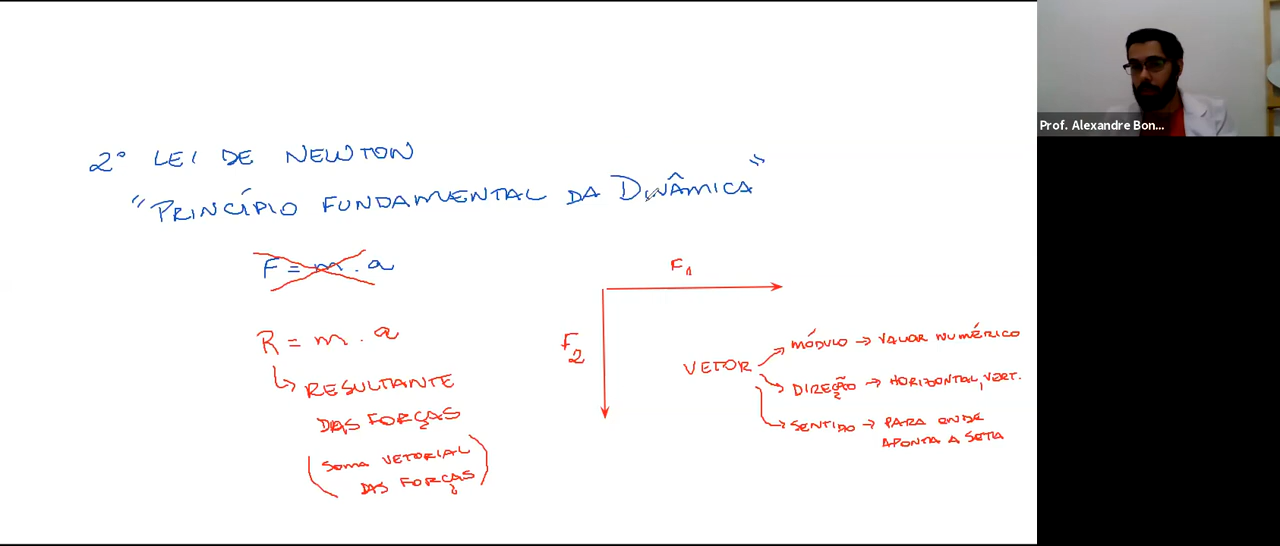 2° LEI DE NEWTON
"PRINCÍPIO FUNDAMENTAL DA DINÂMICA"
F = m . a
R = m . a
RESULTANTE
DAS FORÇAS
(SOMA VETORIAL
DAS FORÇAS)
F1
F2
VETOR
MÓDULO → VALOR NUMÉRICO
DIREÇÃO → HORIZONTAL, VERT.
SENTIDO → PARA ONDE
APONTA A SETA
Prof. Alexandre Bon...